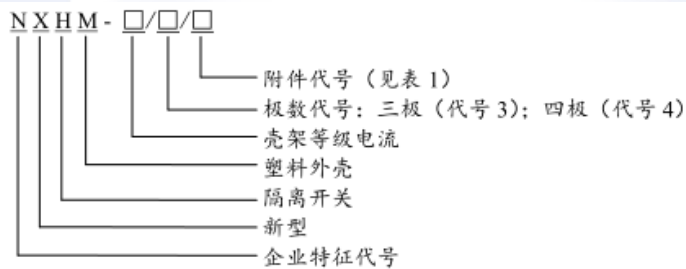 NXHM-□/□/□
附件代号（见表1）
极数代号：三极（代号3）；四极（代号4）
壳架等级电流
塑料外壳
隔离开关
新型
企业特征代号